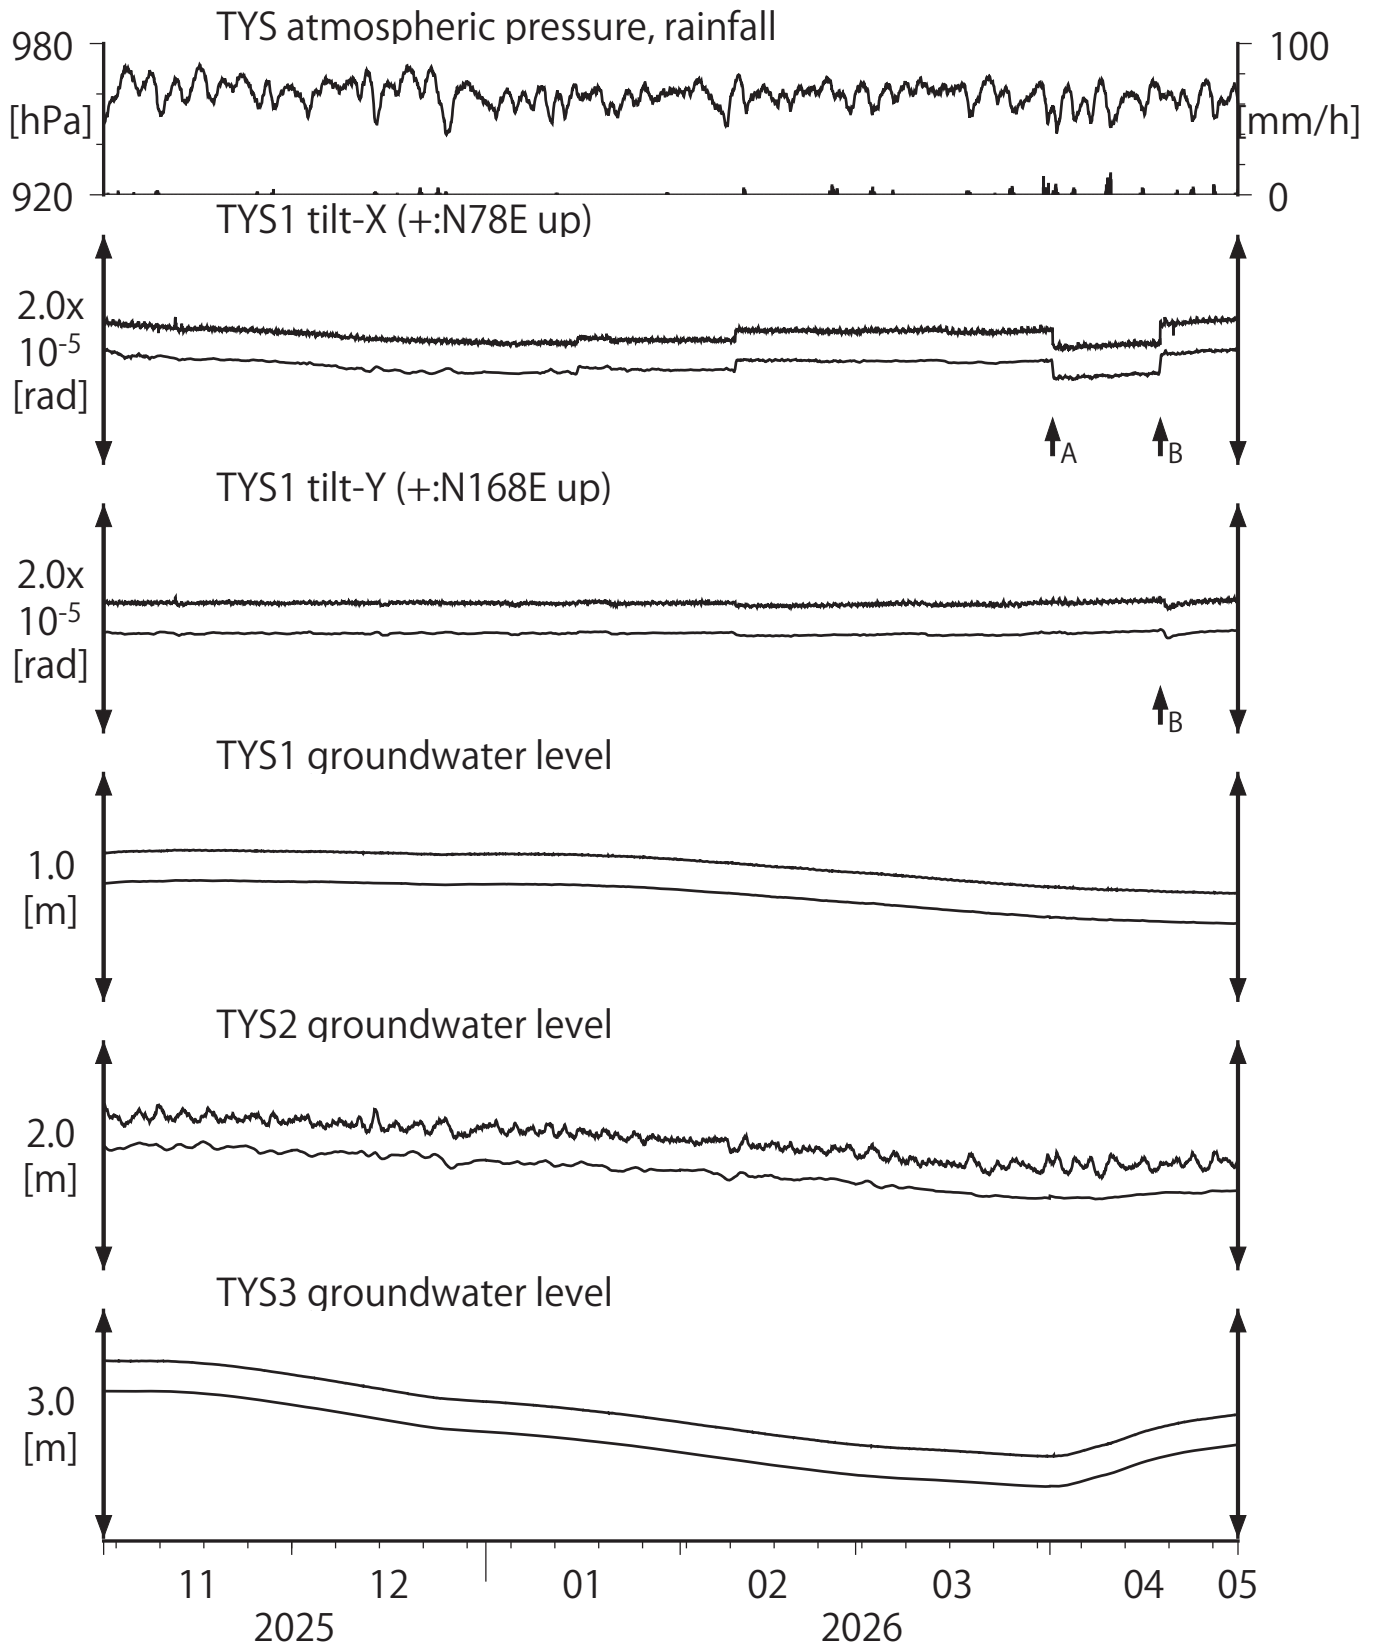 TYS atmospheric pressure, rainfall
980
100
[hPa]
[mm/h]
920
0
TYS1 tilt-X (+:N78E up)
2.0x
10-5
[rad]
A
B
TYS1 tilt-Y (+:N168E up)
2.0x
10-5
[rad]
B
TYS1 groundwater level
1.0
[m]
TYS2 groundwater level
2.0
[m]
TYS3 groundwater level
3.0
[m]
11 12 01 02 03 04 05
2025 2026